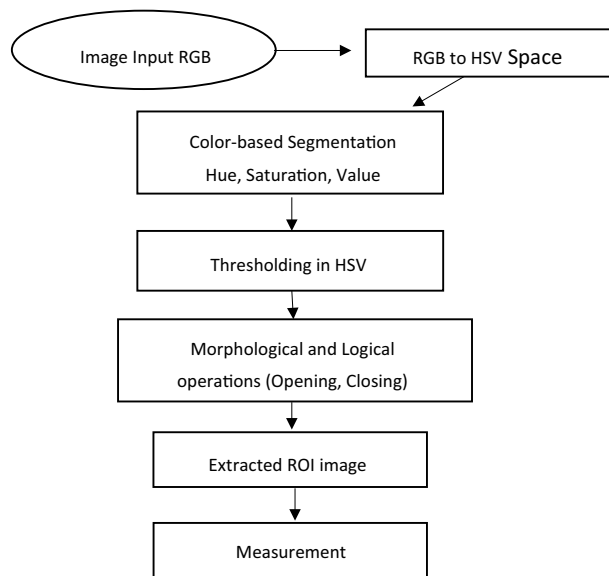 Image Input RGB
RGB to HSV Space
Color-based Segmentation
Hue, Saturation, Value
Thresholding in HSV
Morphological and Logical
operations (Opening, Closing)
Extracted ROI image
Measurement